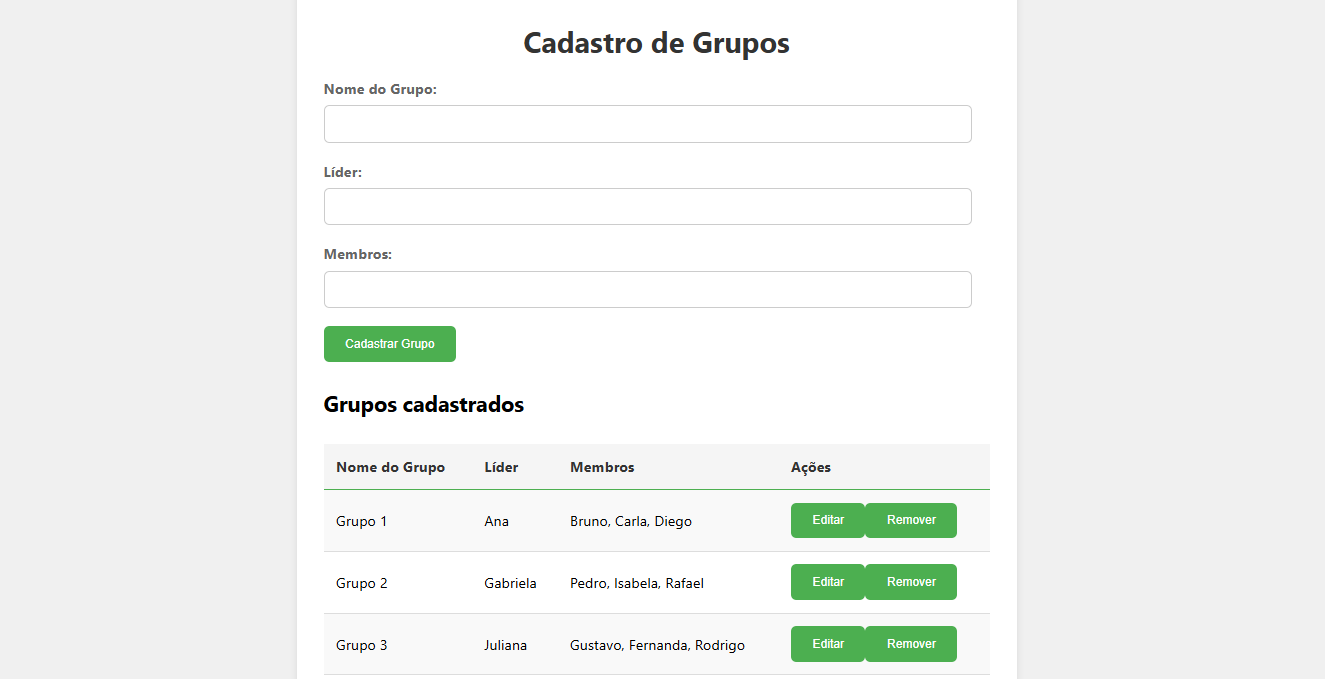 Cadastro de Grupos
Nome do Grupo:
Líder:
Membros:
Cadastrar Grupo
Grupos cadastrados
Nome do Grupo Líder Membros Ações
Grupo 1 Ana Bruno, Carla, Diego Editar Remover
Grupo 2 Gabriela Pedro, Isabela, Rafael Editar Remover
Grupo 3 Juliana Gustavo, Fernanda, Rodrigo Editar Remover